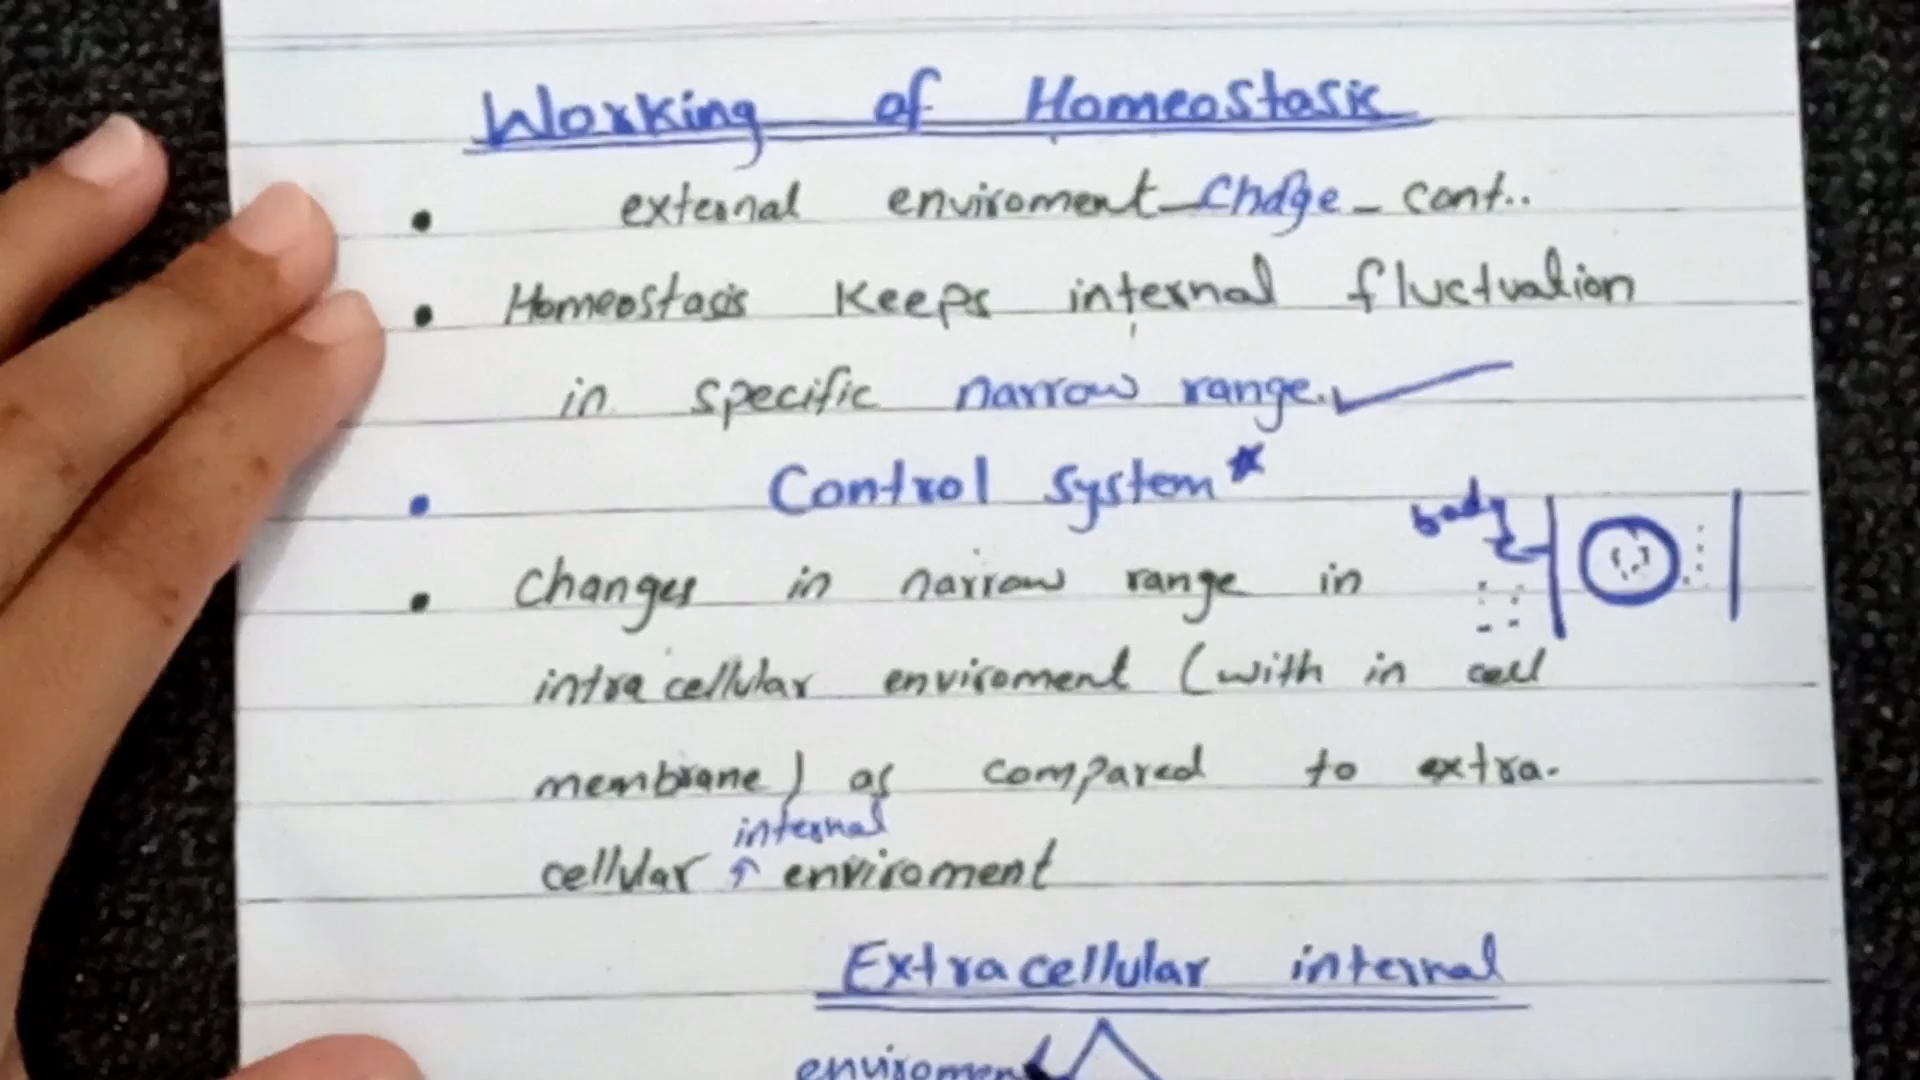 Working of Homeostasis
• external enviroment Chage cont..
• Homeostasis Keeps internal fluctuation
in specific narrow range.
• Control system*
body
• changes in narrow range in
intra cellular enviroment (with in cell
membrane) as compared to extra-
internal
cellular ↑ enviroment
Extracellular internal
enviroment